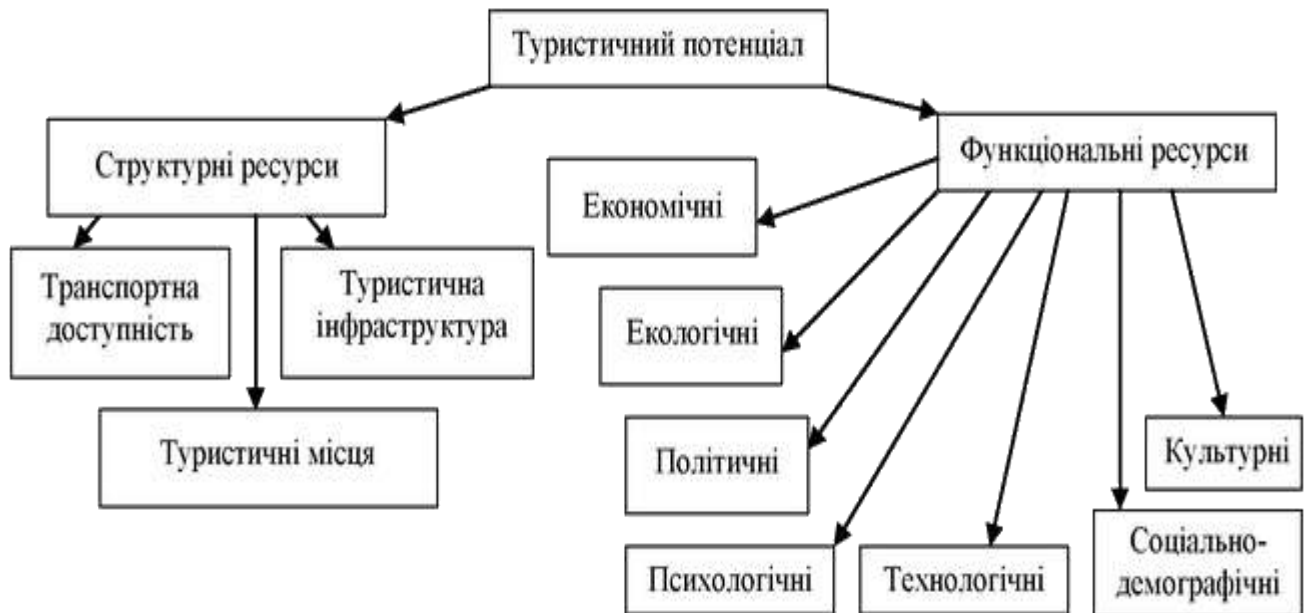 Туристичний потенціал
Структурні ресурси
Функціональні ресурси
Транспортна
доступність
Туристична
інфраструктура
Туристичні місця
Економічні
Екологічні
Політичні
Психологічні
Технологічні
Соціально-
демографічні
Культурні